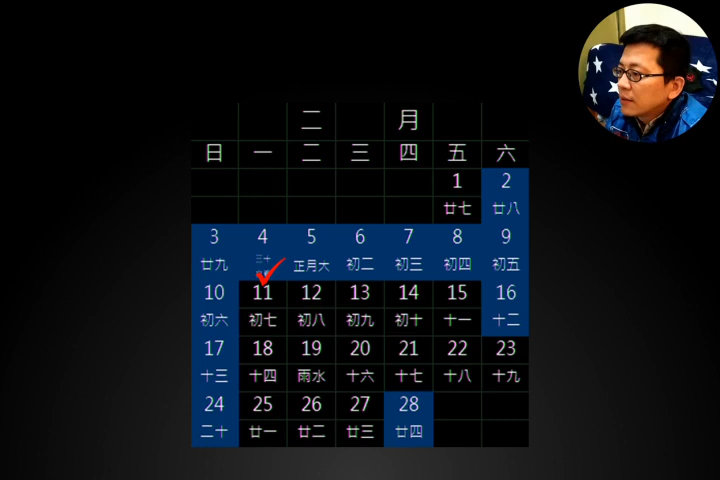 二月
日 一 二 三 四 五 六
1 2
廿七 廿八
3 4 5 6 7 8 9
廿九 三十 正月大 初二 初三 初四 初五
10 11 12 13 14 15 16
初六 初七 初八 初九 初十 十一 十二
17 18 19 20 21 22 23
十三 十四 雨水 十六 十七 十八 十九
24 25 26 27 28
二十 廿一 廿二 廿三 廿四